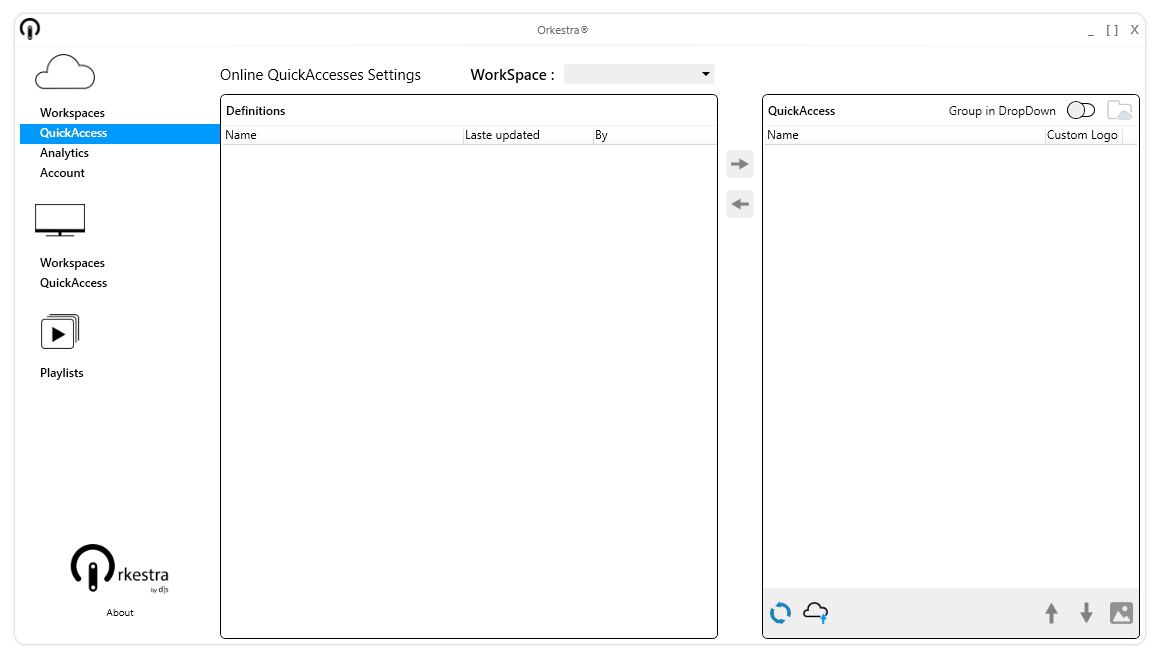 Orkestra®
_ [ ] X
Online QuickAccesses Settings WorkSpace :
Workspaces
QuickAccess
Analytics
Account
Workspaces
QuickAccess
Playlists
rkestra
by djs
About
Definitions
Name Laste updated By
QuickAccess Group in DropDown
Name Custom Logo